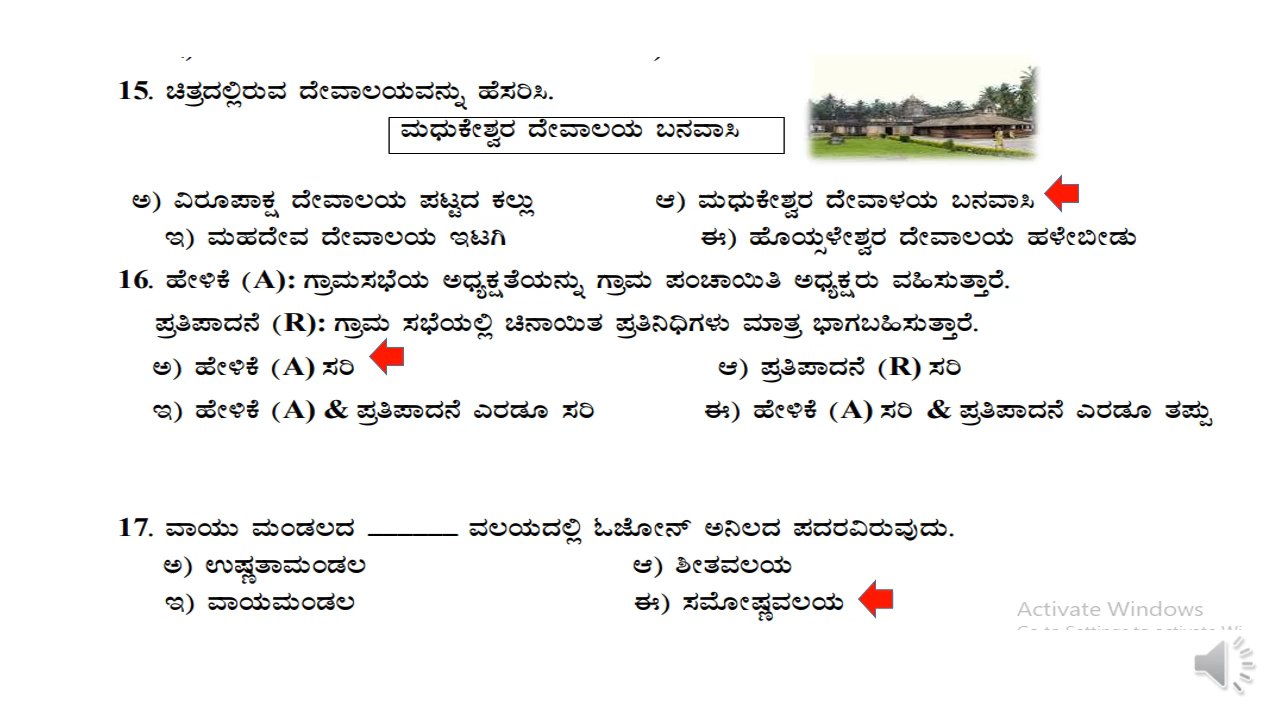 15. ಚಿತ್ರದಲ್ಲಿರುವ ದೇವಾಲಯವನ್ನು ಹೆಸರಿಸಿ.
ಮಧುಕೇಶ್ವರ ದೇವಾಲಯ ಬನವಾಸಿ
ಅ) ವಿರೂಪಾಕ್ಷ ದೇವಾಲಯ ಪಟ್ಟದ ಕಲ್ಲು ಆ) ಮಧುಕೇಶ್ವರ ದೇವಾಳಯ ಬನವಾಸಿ
ಇ) ಮಹದೇವ ದೇವಾಲಯ ಇಟಗಿ ಈ) ಹೊಯ್ಸಳೇಶ್ವರ ದೇವಾಲಯ ಹಳೇಬೀಡು
16. ಹೇಳಿಕೆ (A): ಗ್ರಾಮಸಭೆಯ ಅಧ್ಯಕ್ಷತೆಯನ್ನು ಗ್ರಾಮ ಪಂಚಾಯಿತಿ ಅಧ್ಯಕ್ಷರು ವಹಿಸುತ್ತಾರೆ.
ಪ್ರತಿಪಾದನೆ (R): ಗ್ರಾಮ ಸಭೆಯಲ್ಲಿ ಚಿನಾಯಿತ ಪ್ರತಿನಿಧಿಗಳು ಮಾತ್ರ ಭಾಗಬಹಿಸುತ್ತಾರೆ.
ಅ) ಹೇಳಿಕೆ (A) ಸರಿ ಆ) ಪ್ರತಿಪಾದನೆ (R) ಸರಿ
ಇ) ಹೇಳಿಕೆ (A) & ಪ್ರತಿಪಾದನೆ ಎರಡೂ ಸರಿ ಈ) ಹೇಳಿಕೆ (A) ಸರಿ & ಪ್ರತಿಪಾದನೆ ಎರಡೂ ತಪ್ಪು
17. ವಾಯು ಮಂಡಲದ ______ ವಲಯದಲ್ಲಿ ಓಜೋನ್ ಅನಿಲದ ಪದರವಿರುವುದು.
ಅ) ಉಷ್ಣತಾಮಂಡಲ ಆ) ಶೀತವಲಯ
ಇ) ವಾಯಮಂಡಲ ಈ) ಸಮೋಷ್ಣವಲಯ
Activate Windows